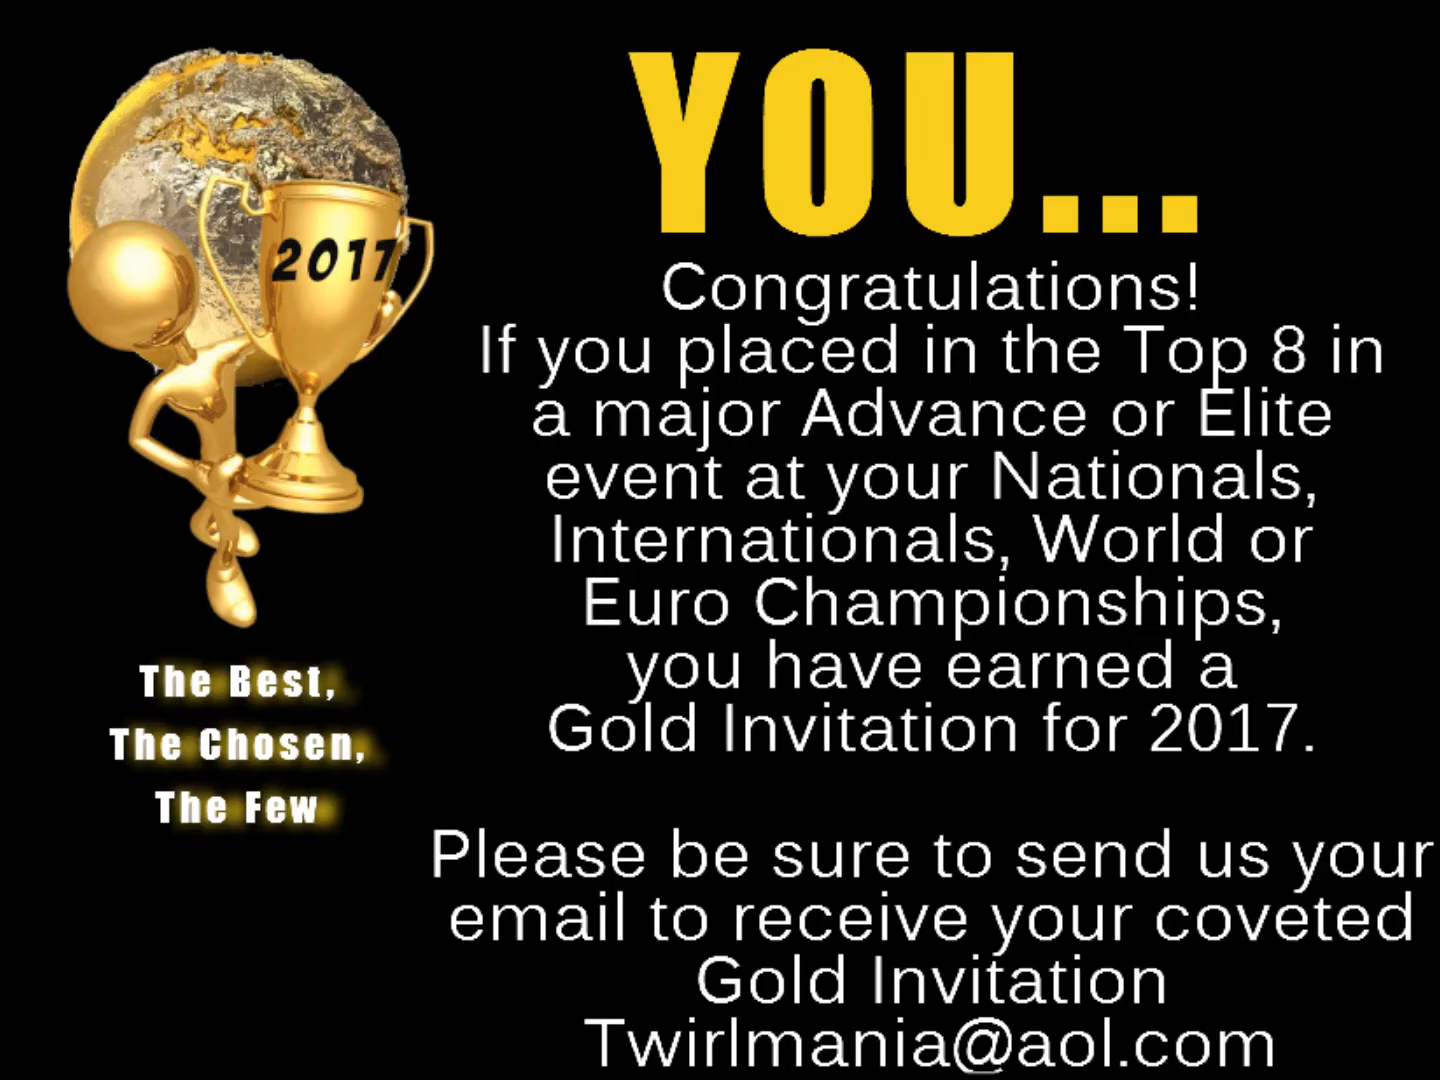 YOU...
2017
Congratulations!
If you placed in the Top 8 in
a major Advance or Elite
event at your Nationals,
Internationals, World or
Euro Championships,
you have earned a
Gold Invitation for 2017.
The Best,
The Chosen,
The Few
Please be sure to send us your
email to receive your coveted
Gold Invitation
Twirlmania@aol.com